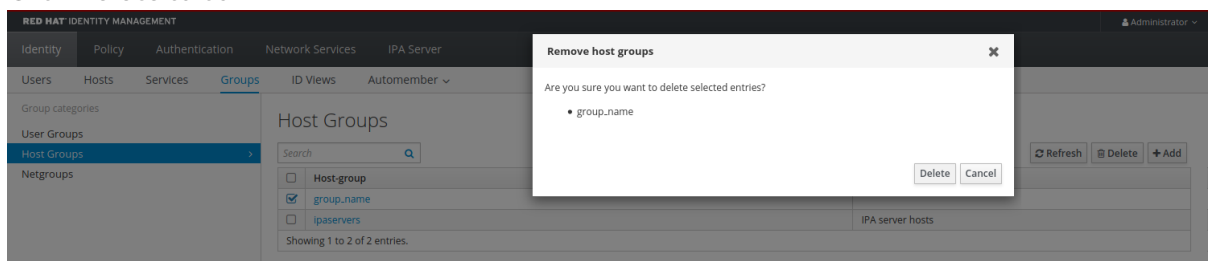 RED HAT® IDENTITY MANAGEMENT
Administrator
Identity Policy Authentication Network Services IPA Server
Remove host groups
Users Hosts Services Groups ID Views Automember
Are you sure you want to delete selected entries?
• group_name
Delete Cancel
Group categories
User Groups
Host Groups
Netgroups
Host Groups
Search
Refresh Delete + Add
Host-group
group_name
ipaservers IPA server hosts
Showing 1 to 2 of 2 entries.